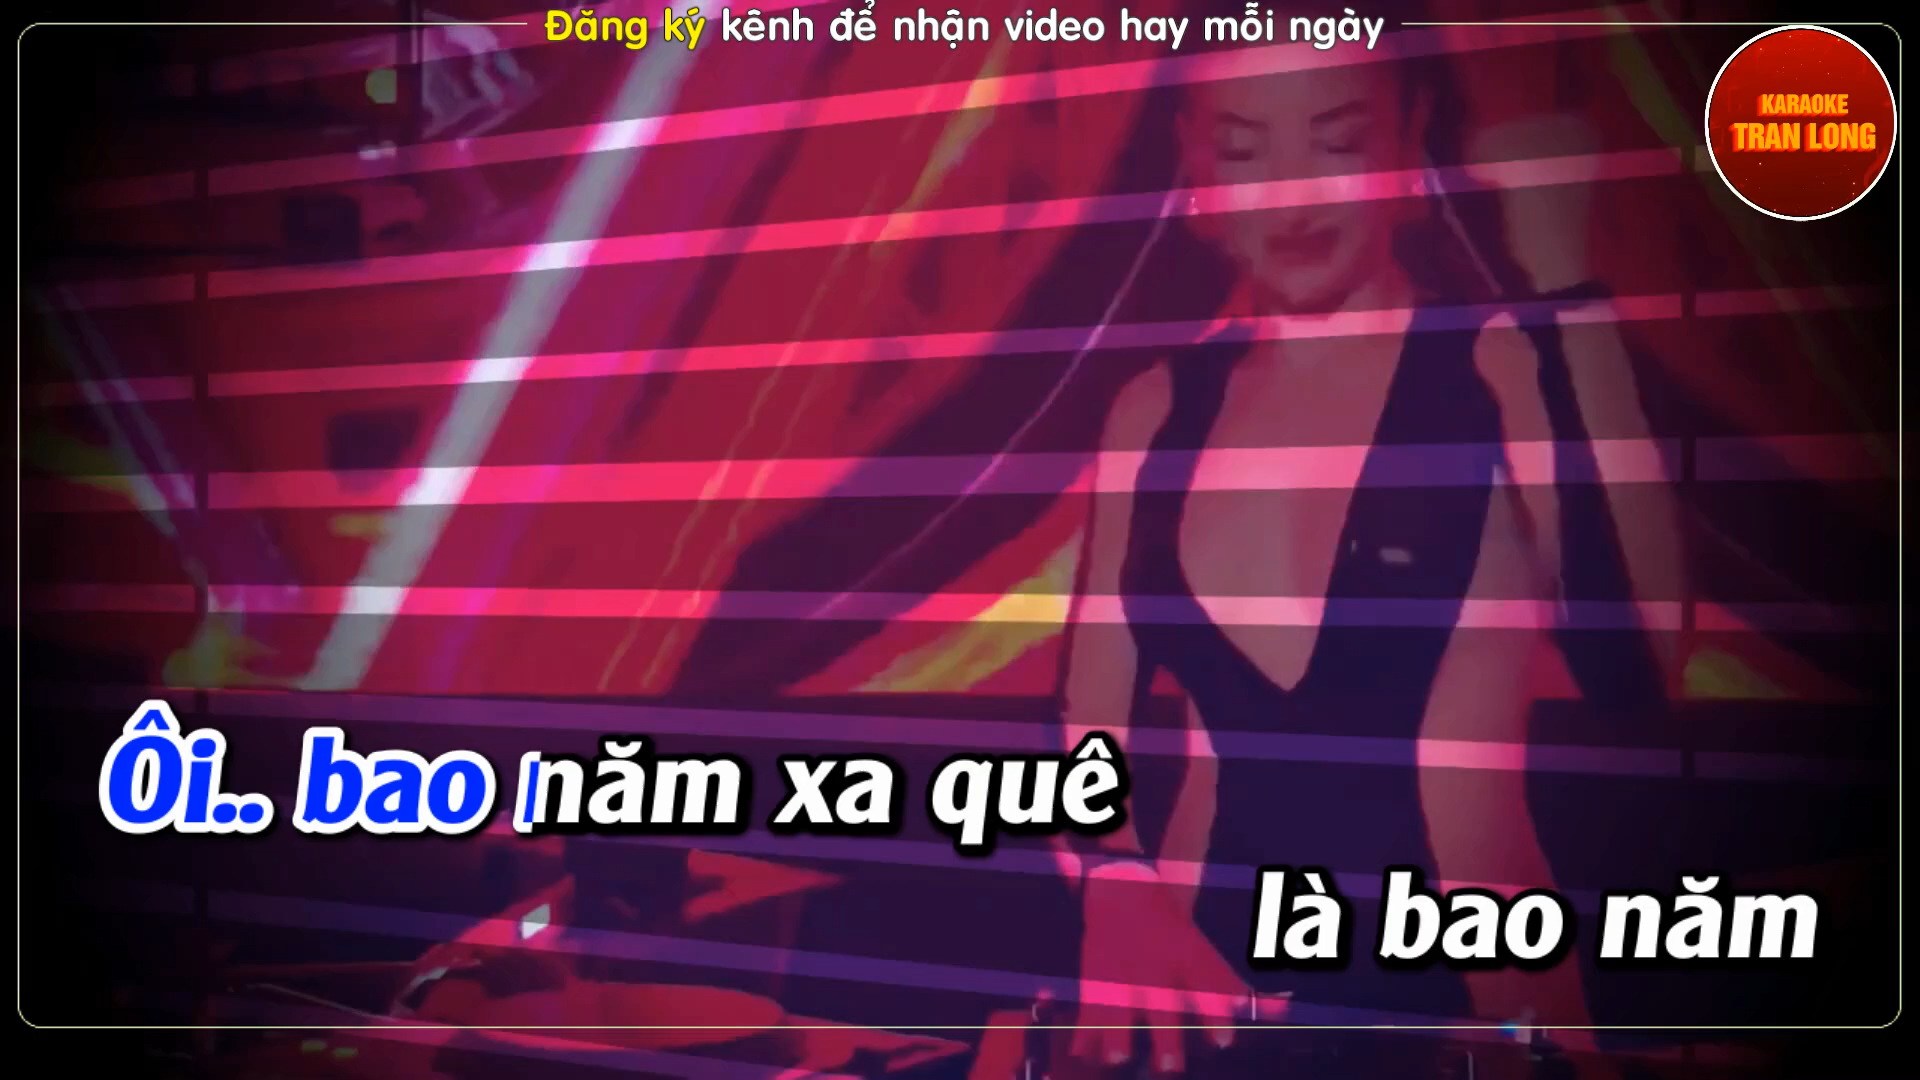 Đăng ký kênh để nhận video hay mỗi ngày
KARAOKE
TRAN LONG
Ôi.. bao năm xa quê
là bao năm